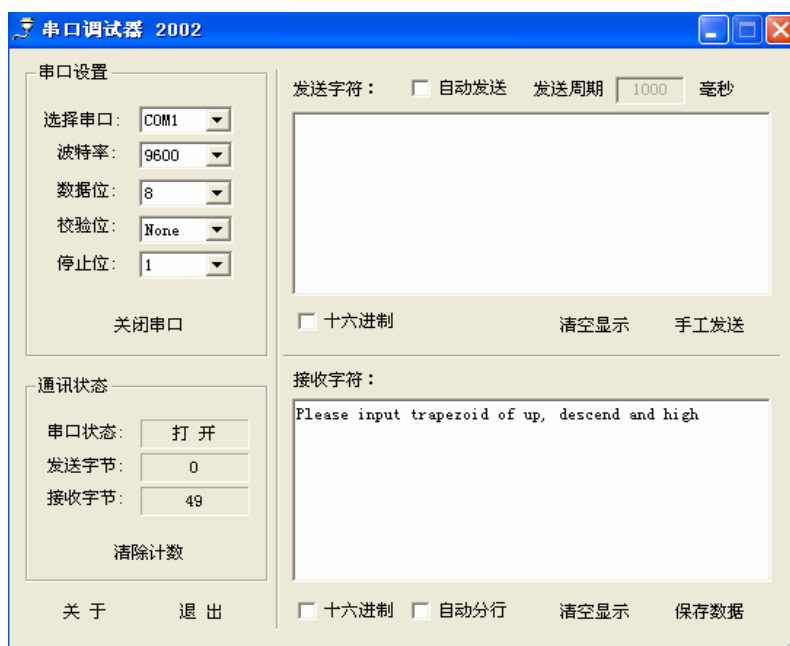 串口调试器 2002
串口设置
选择串口: COM1
波特率: 9600
数据位: 8
校验位: None
停止位: 1
关闭串口
通讯状态
串口状态: 打 开
发送字节: 0
接收字节: 49
清除计数
关 于 退 出
发送字符： 自动发送 发送周期 1000 毫秒
十六进制 清空显示 手工发送
接收字符：
Please input trapezoid of up, descend and high
十六进制 自动分行 清空显示 保存数据